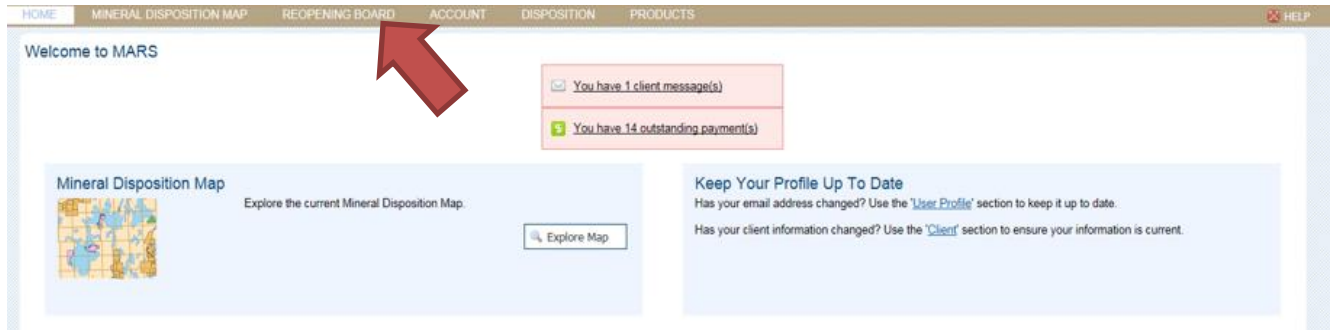 HOME MINERAL DISPOSITION MAP REOPENING BOARD ACCOUNT DISPOSITION PRODUCTS HELP
Welcome to MARS
You have 1 client message(s)
You have 14 outstanding payment(s)
Mineral Disposition Map
Explore the current Mineral Disposition Map.
Explore Map
Keep Your Profile Up To Date
Has your email address changed? Use the 'User Profile' section to keep it up to date.
Has your client information changed? Use the 'Client' section to ensure your information is current.